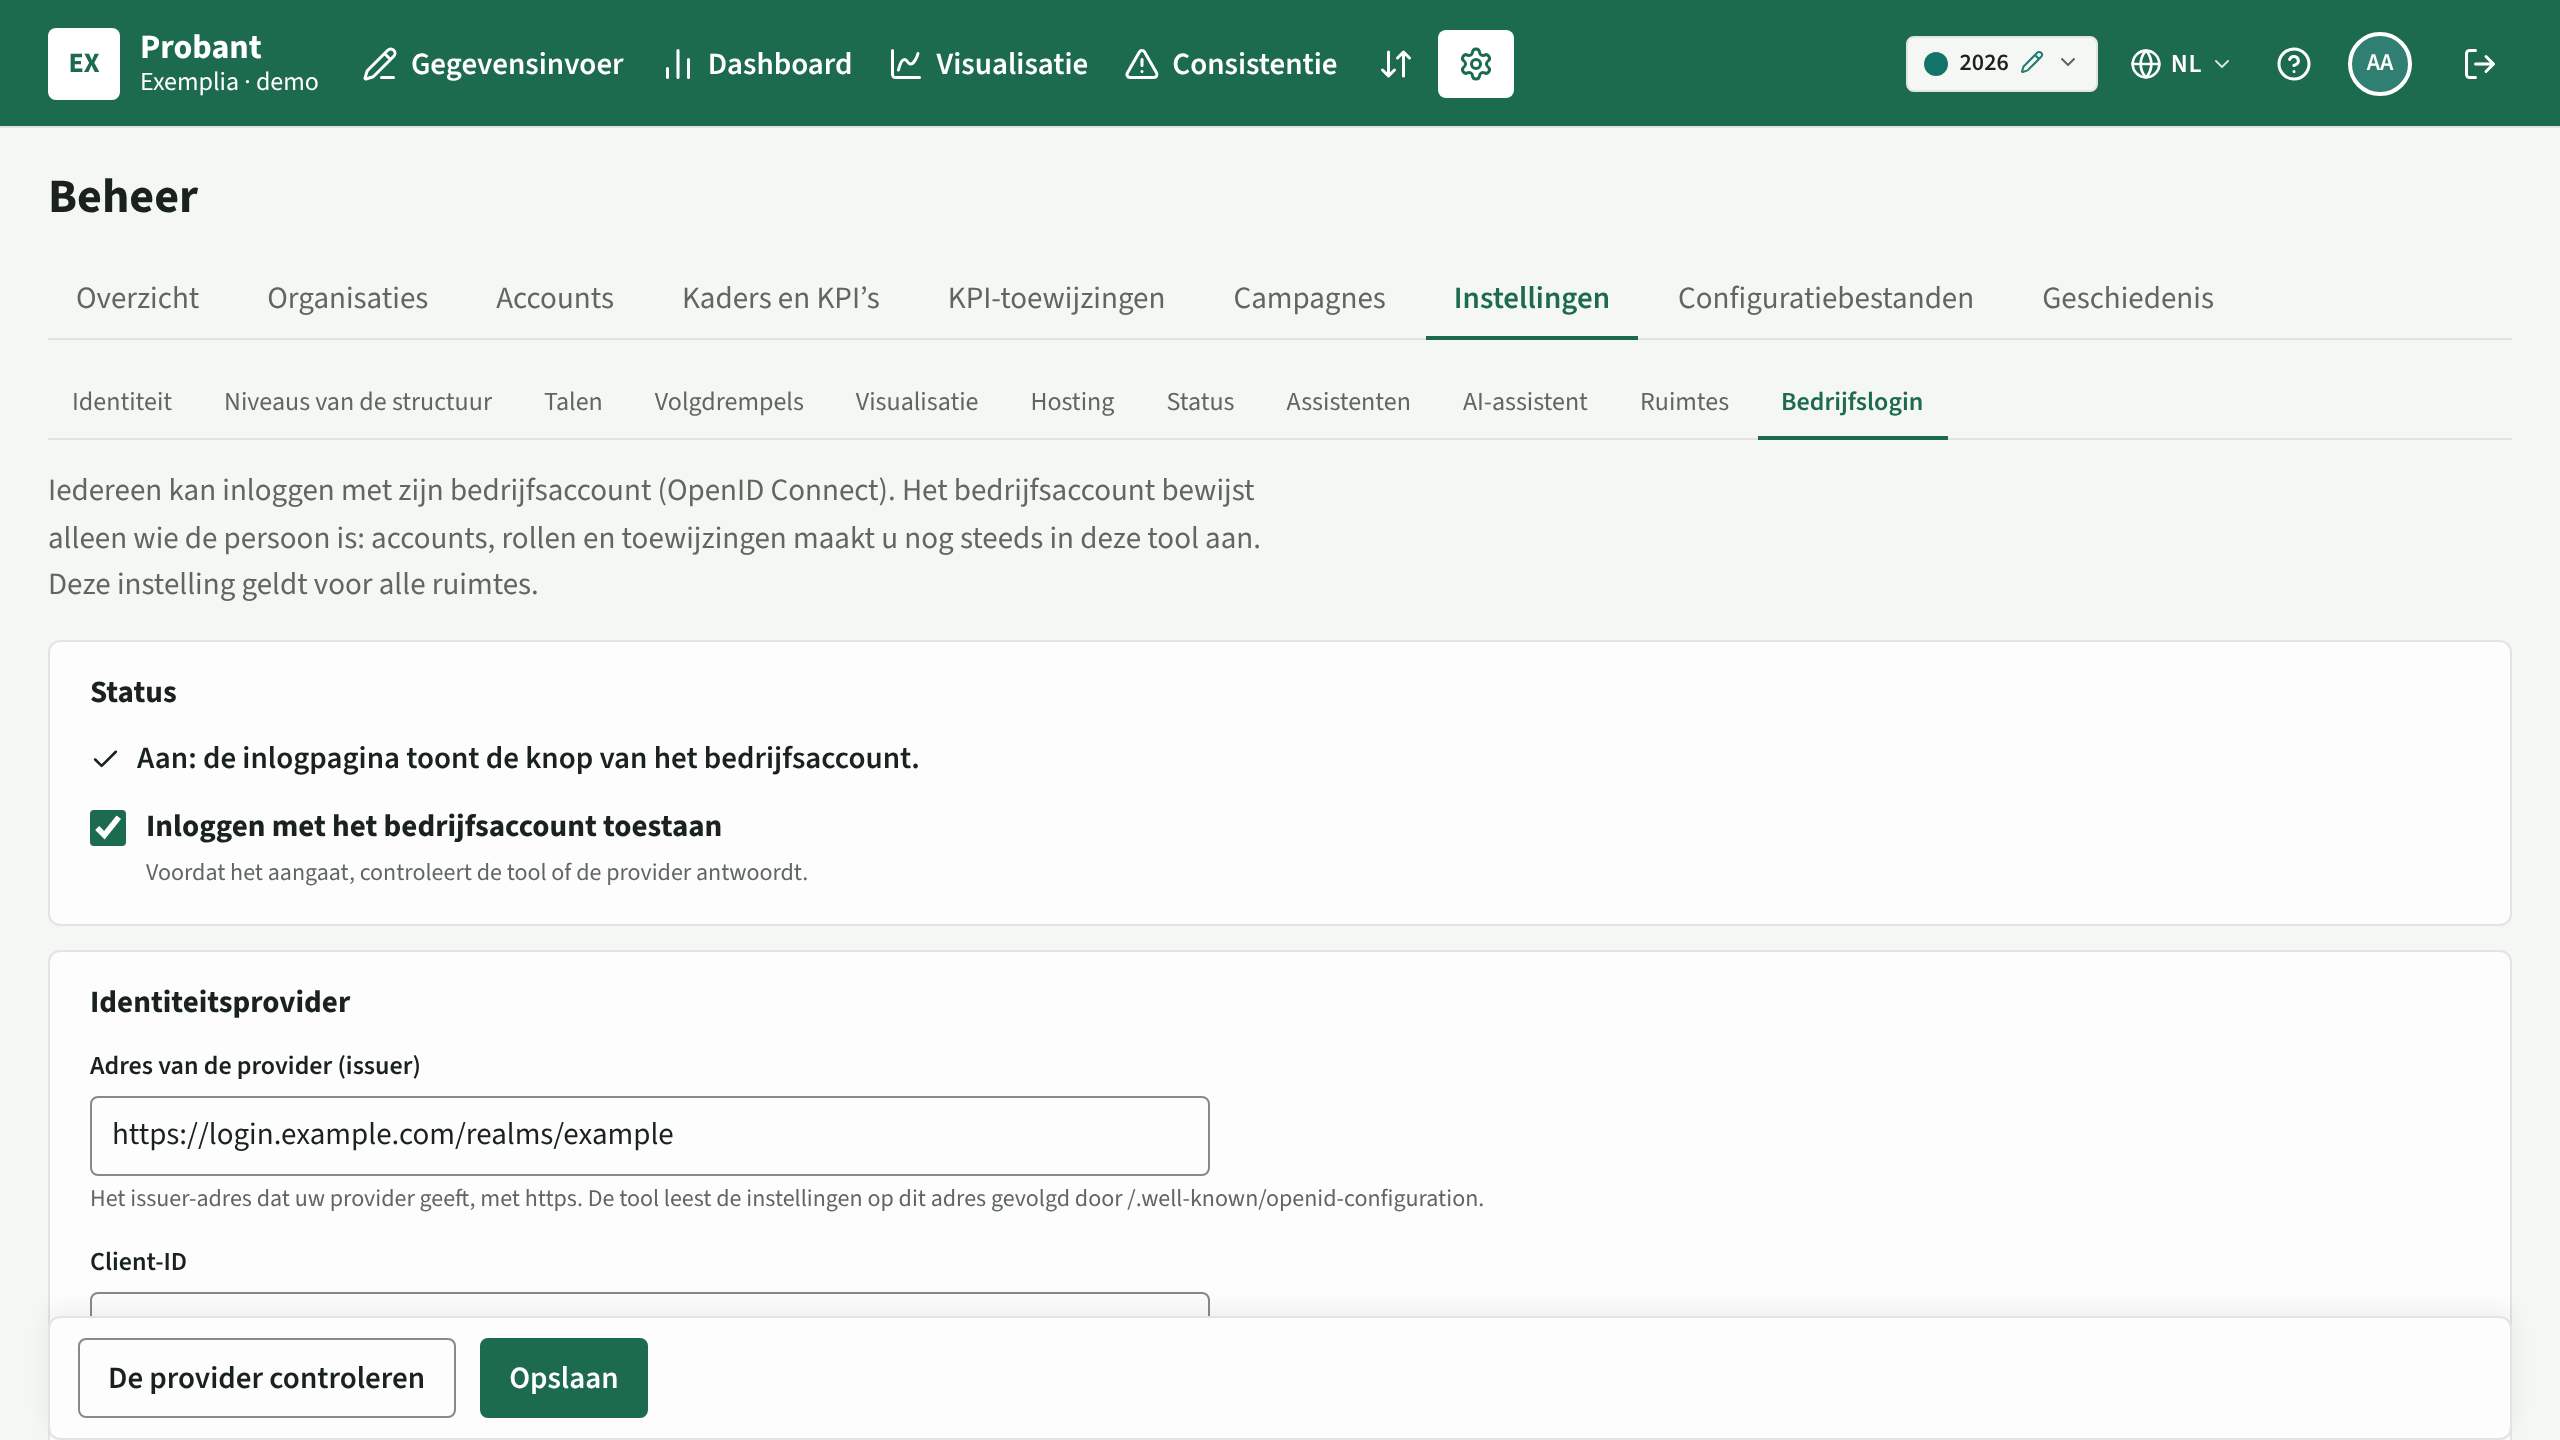 EX
Probant
Exemplia · demo
Gegevensinvoer
Dashboard
Visualisatie
Consistentie
2026
NL
AA
Beheer
Overzicht
Organisaties
Accounts
Kaders en KPI’s
KPI-toewijzingen
Campagnes
Instellingen
Configuratiebestanden
Geschiedenis
Identiteit
Niveaus van de structuur
Talen
Volgdrempels
Visualisatie
Hosting
Status
Assistenten
AI-assistent
Ruimtes
Bedrijfslogin
Iedereen kan inloggen met zijn bedrijfsaccount (OpenID Connect). Het bedrijfsaccount bewijst
alleen wie de persoon is: accounts, rollen en toewijzingen maakt u nog steeds in deze tool aan.
Deze instelling geldt voor alle ruimtes.
Status
Aan: de inlogpagina toont de knop van het bedrijfsaccount.
Inloggen met het bedrijfsaccount toestaan
Voordat het aangaat, controleert de tool of de provider antwoordt.
Identiteitsprovider
Adres van de provider (issuer)
https://login.example.com/realms/example
Het issuer-adres dat uw provider geeft, met https. De tool leest de instellingen op dit adres gevolgd door /.well-known/openid-configuration.
Client-ID
De provider controleren
Opslaan